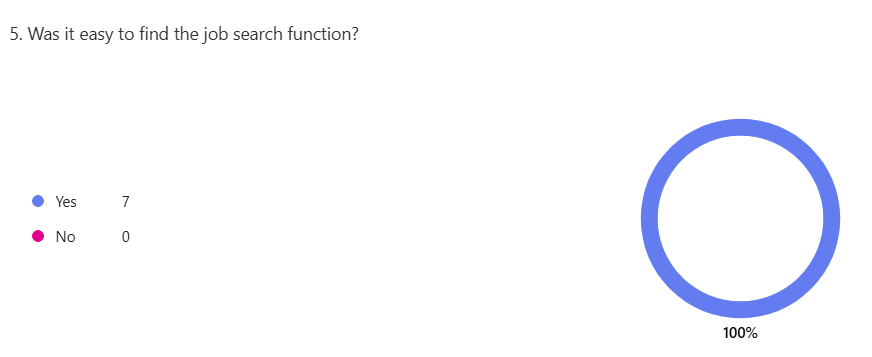 5. Was it easy to find the job search function?
Yes 7
No 0
100%